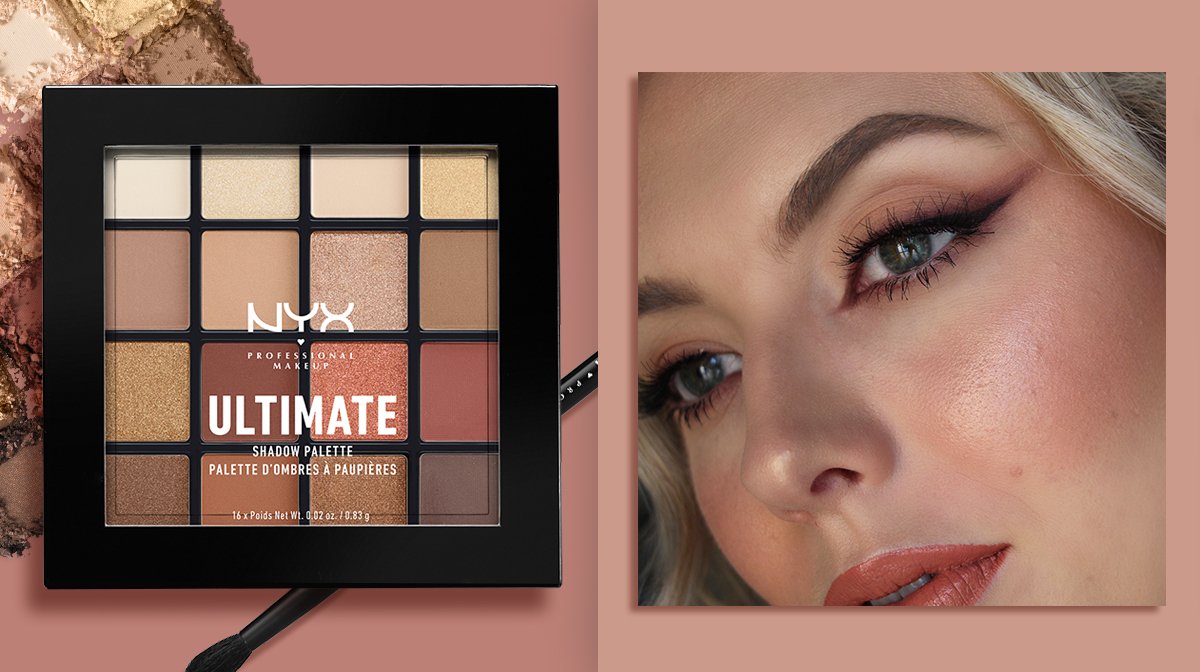 NYX
PROFESSIONAL
MAKEUP
ULTIMATE
SHADOW PALETTE
PALETTE D'OMBRES À PAUPIÈRES
16 x Poids Net Wt. 0.02 oz. / 0.83 g